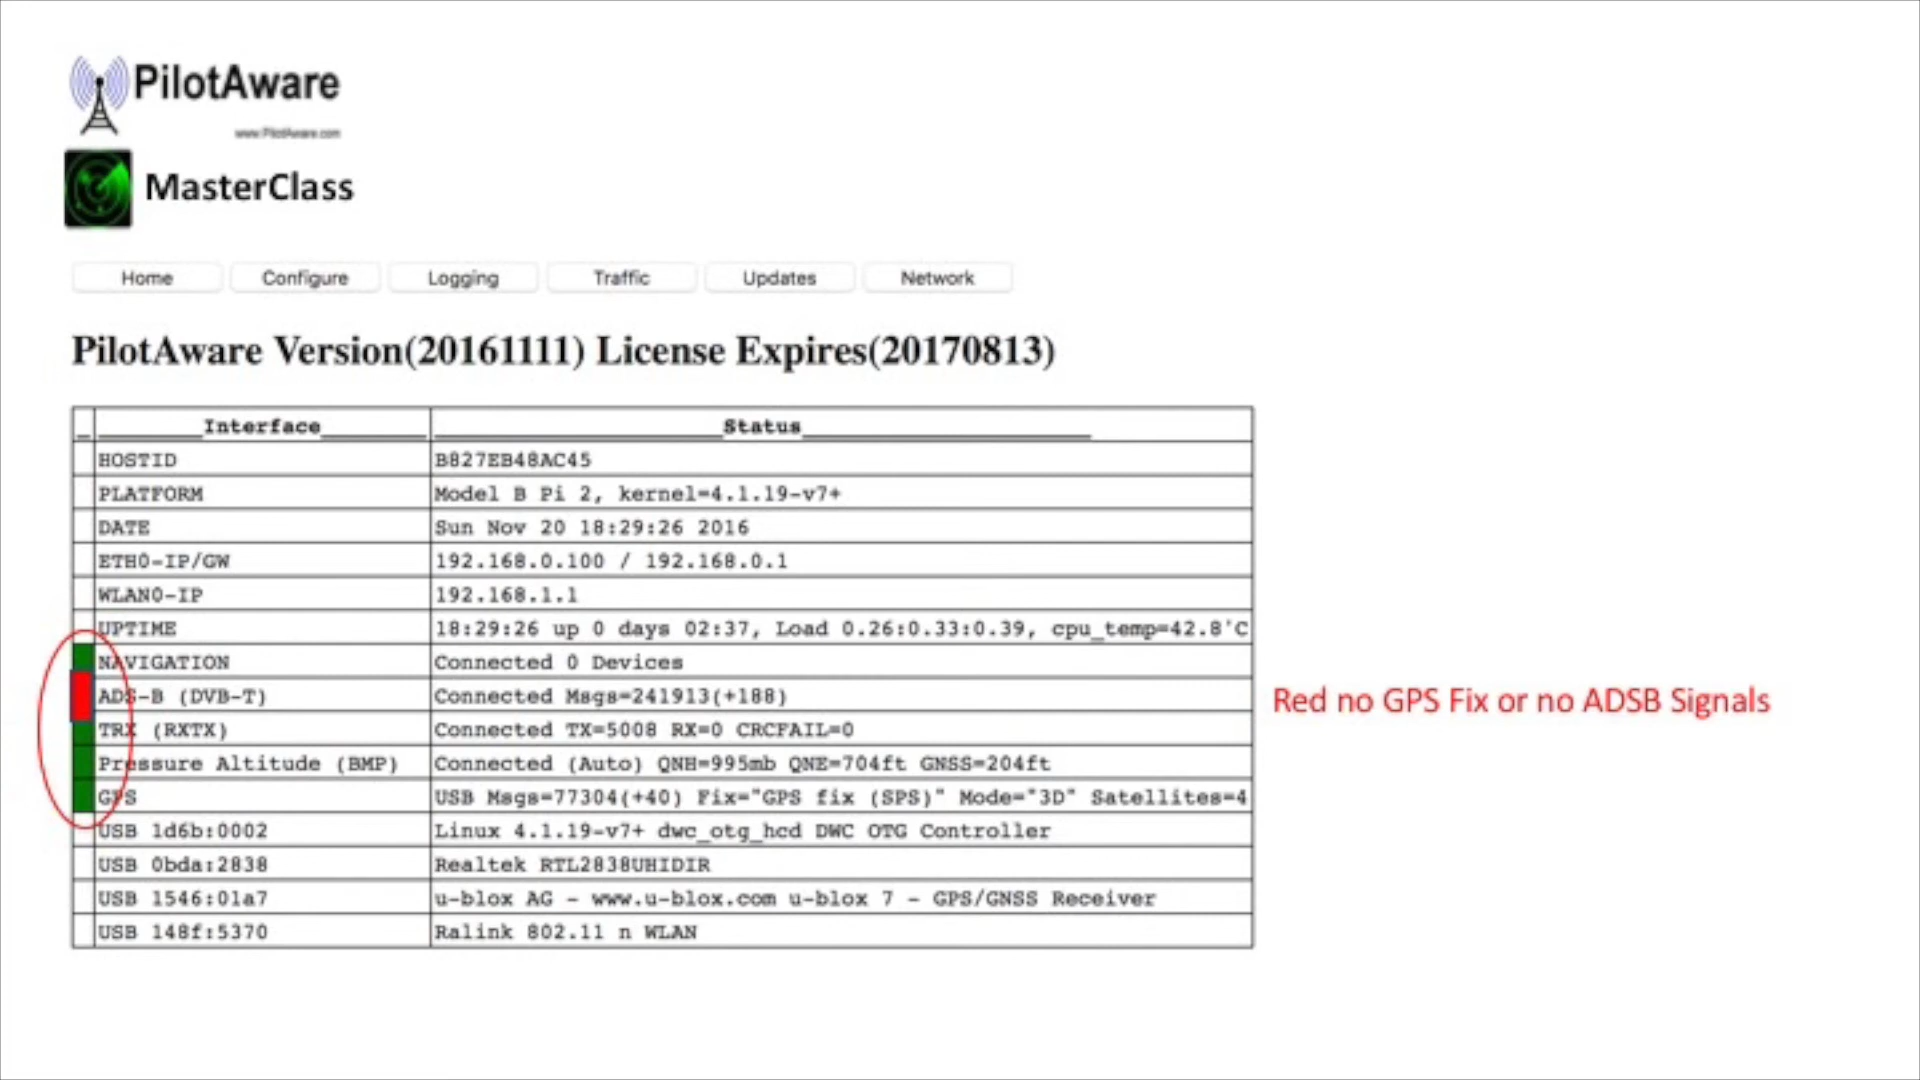 PilotAware
www.PilotAware.com
MasterClass
Home Configure Logging Traffic Updates Network
PilotAware Version(20161111) License Expires(20170813)
_ Interface Status
HOSTID B827EB48AC45
PLATFORM Model B Pi 2, kernel=4.1.19-v7+
DATE Sun Nov 20 18:29:26 2016
ETH0-IP/GW 192.168.0.100 / 192.168.0.1
WLAN0-IP 192.168.1.1
UPTIME 18:29:26 up 0 days 02:37, Load 0.26:0.33:0.39, cpu_temp=42.8'C
NAVIGATION Connected 0 Devices
ADS-B (DVB-T) Connected Msgs=241913(+188)
Red no GPS Fix or no ADSB Signals
TRX (RXTX) Connected TX=5008 RX=0 CRCFAIL=0
Pressure Altitude (BMP) Connected (Auto) QNH=995mb QNE=704ft GNSS=204ft
GPS USB Msgs=77304(+40) Fix="GPS fix (SPS)" Mode="3D" Satellites=4
USB 1d6b:0002 Linux 4.1.19-v7+ dwc_otg_hcd DWC OTG Controller
USB 0bda:2838 Realtek RTL2838UHIDIR
USB 1546:01a7 u-blox AG - www.u-blox.com u-blox 7 - GPS/GNSS Receiver
USB 148f:5370 Ralink 802.11 n WLAN